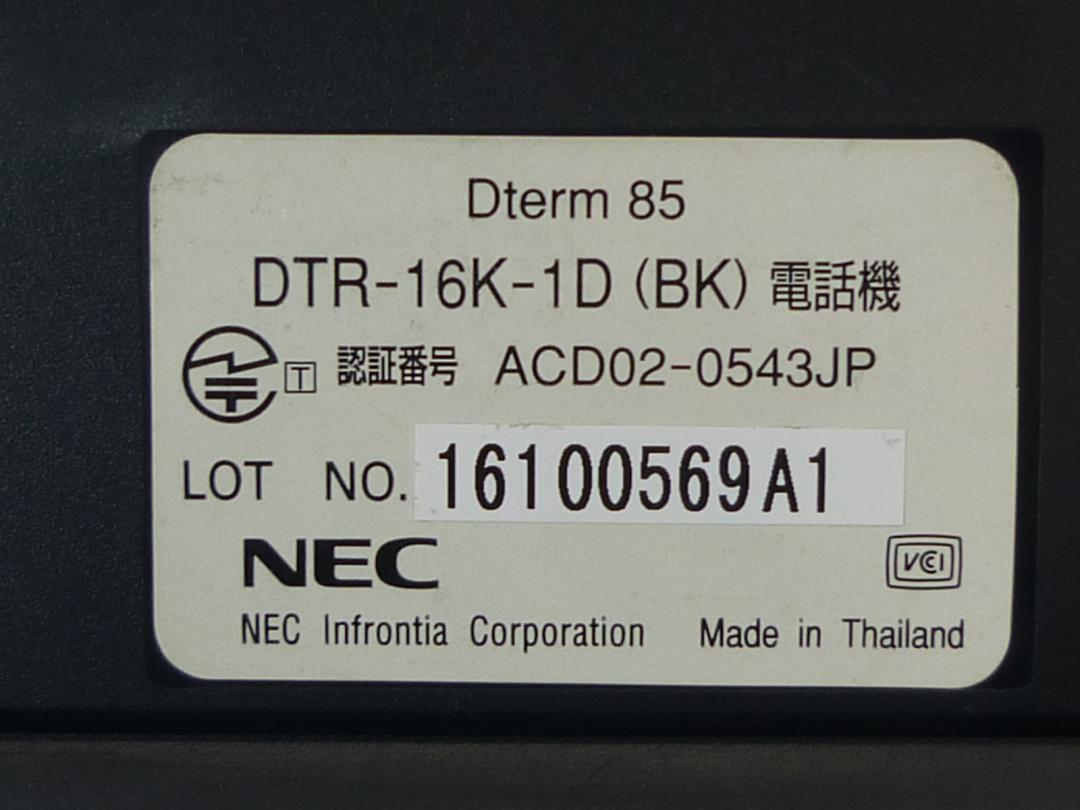 Dterm 85
DTR-16K-1D (BK) 電話機
T 認証番号 ACD02-0543JP
LOT NO. 16100569A1
NEC
VCI
NEC Infrontia Corporation Made in Thailand